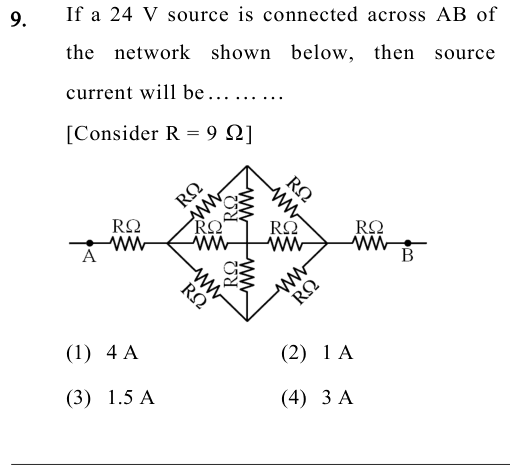 9. If a 24 V source is connected across AB of
the network shown below, then source
current will be... ... ...
[Consider R = 9 Ω]
RΩ RΩ
RΩ
RΩ RΩ RΩ RΩ
A B
RΩ
RΩ RΩ
(1) 4 A (2) 1 A
(3) 1.5 A (4) 3 A